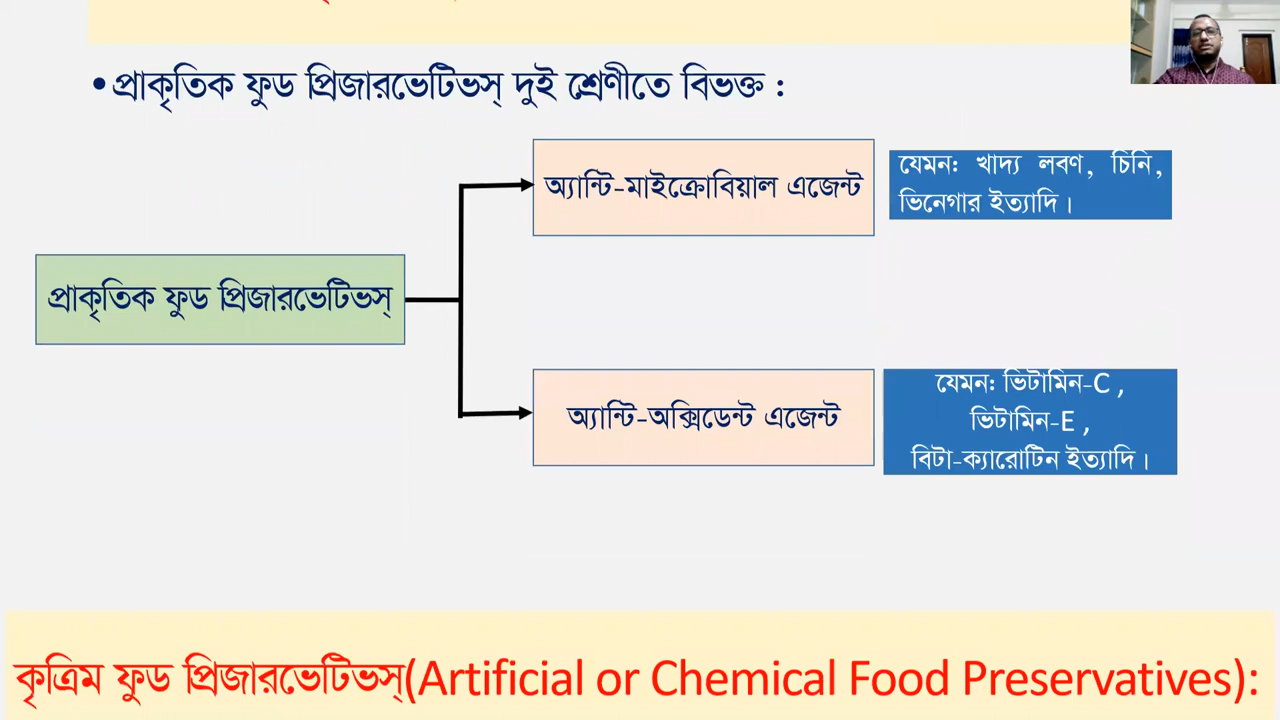 •প্রাকৃতিক ফুড প্রিজারভেটিভস্ দুই শ্রেণীতে বিভক্ত :
অ্যান্টি-মাইক্রোবিয়াল এজেন্ট
যেমন: খাদ্য লবণ, চিনি,
ভিনেগার ইত্যাদি।
প্রাকৃতিক ফুড প্রিজারভেটিভস্
অ্যান্টি-অক্সিডেন্ট এজেন্ট
যেমন: ভিটামিন-C ,
ভিটামিন-E ,
বিটা-ক্যারোটিন ইত্যাদি।
কৃত্রিম ফুড প্রিজারভেটিভস্(Artificial or Chemical Food Preservatives):